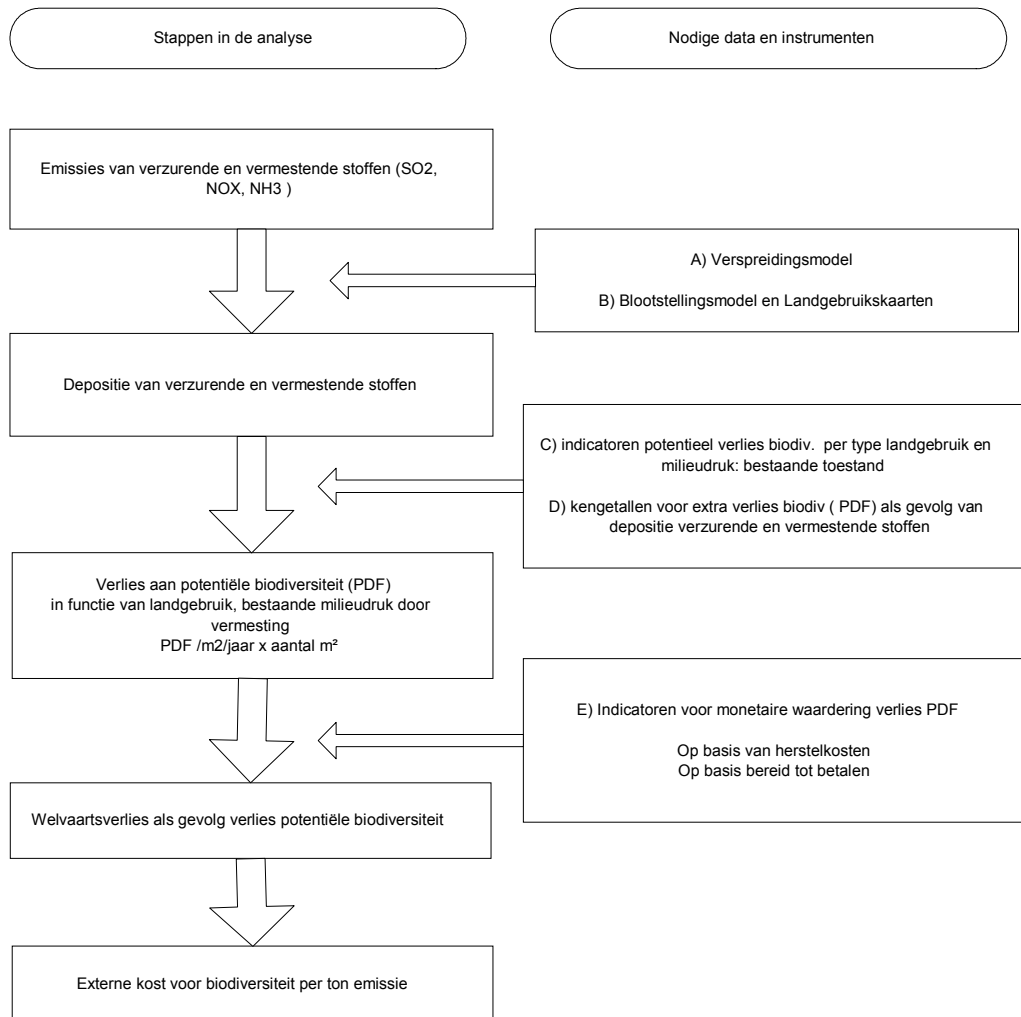 Stappen in de analyse
Nodige data en instrumenten
Emissies van verzurende en vermestende stoffen (SO2,
NOX, NH3 )
A) Verspreidingsmodel
B) Blootstellingsmodel en Landgebruikskaarten
Depositie van verzurende en vermestende stoffen
C) indicatoren potentieel verlies biodiv. per type landgebruik en
milieudruk: bestaande toestand
D) kengetallen voor extra verlies biodiv ( PDF) als gevolg van
depositie verzurende en vermestende stoffen
Verlies aan potentiële biodiversiteit (PDF)
in functie van landgebruik, bestaande milieudruk door
vermesting
PDF /m2/jaar x aantal m²
E) Indicatoren voor monetaire waardering verlies PDF
Op basis van herstelkosten
Op basis bereid tot betalen
Welvaartsverlies als gevolg verlies potentiële biodiversiteit
Externe kost voor biodiversiteit per ton emissie